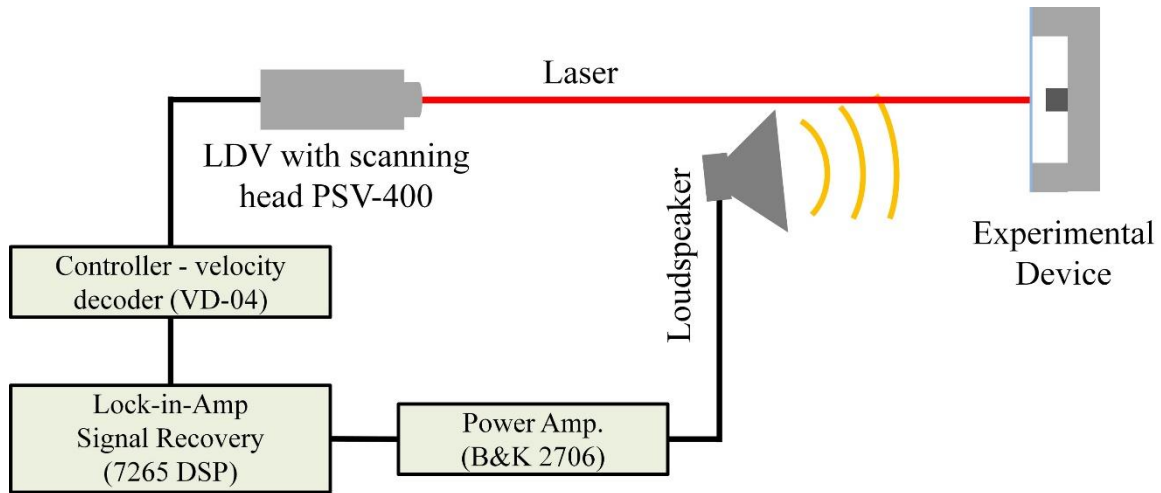 Laser
LDV with scanning
head PSV-400
Loudspeaker
Experimental
Device
Controller - velocity
decoder (VD-04)
Lock-in-Amp
Signal Recovery
(7265 DSP)
Power Amp.
(B&K 2706)